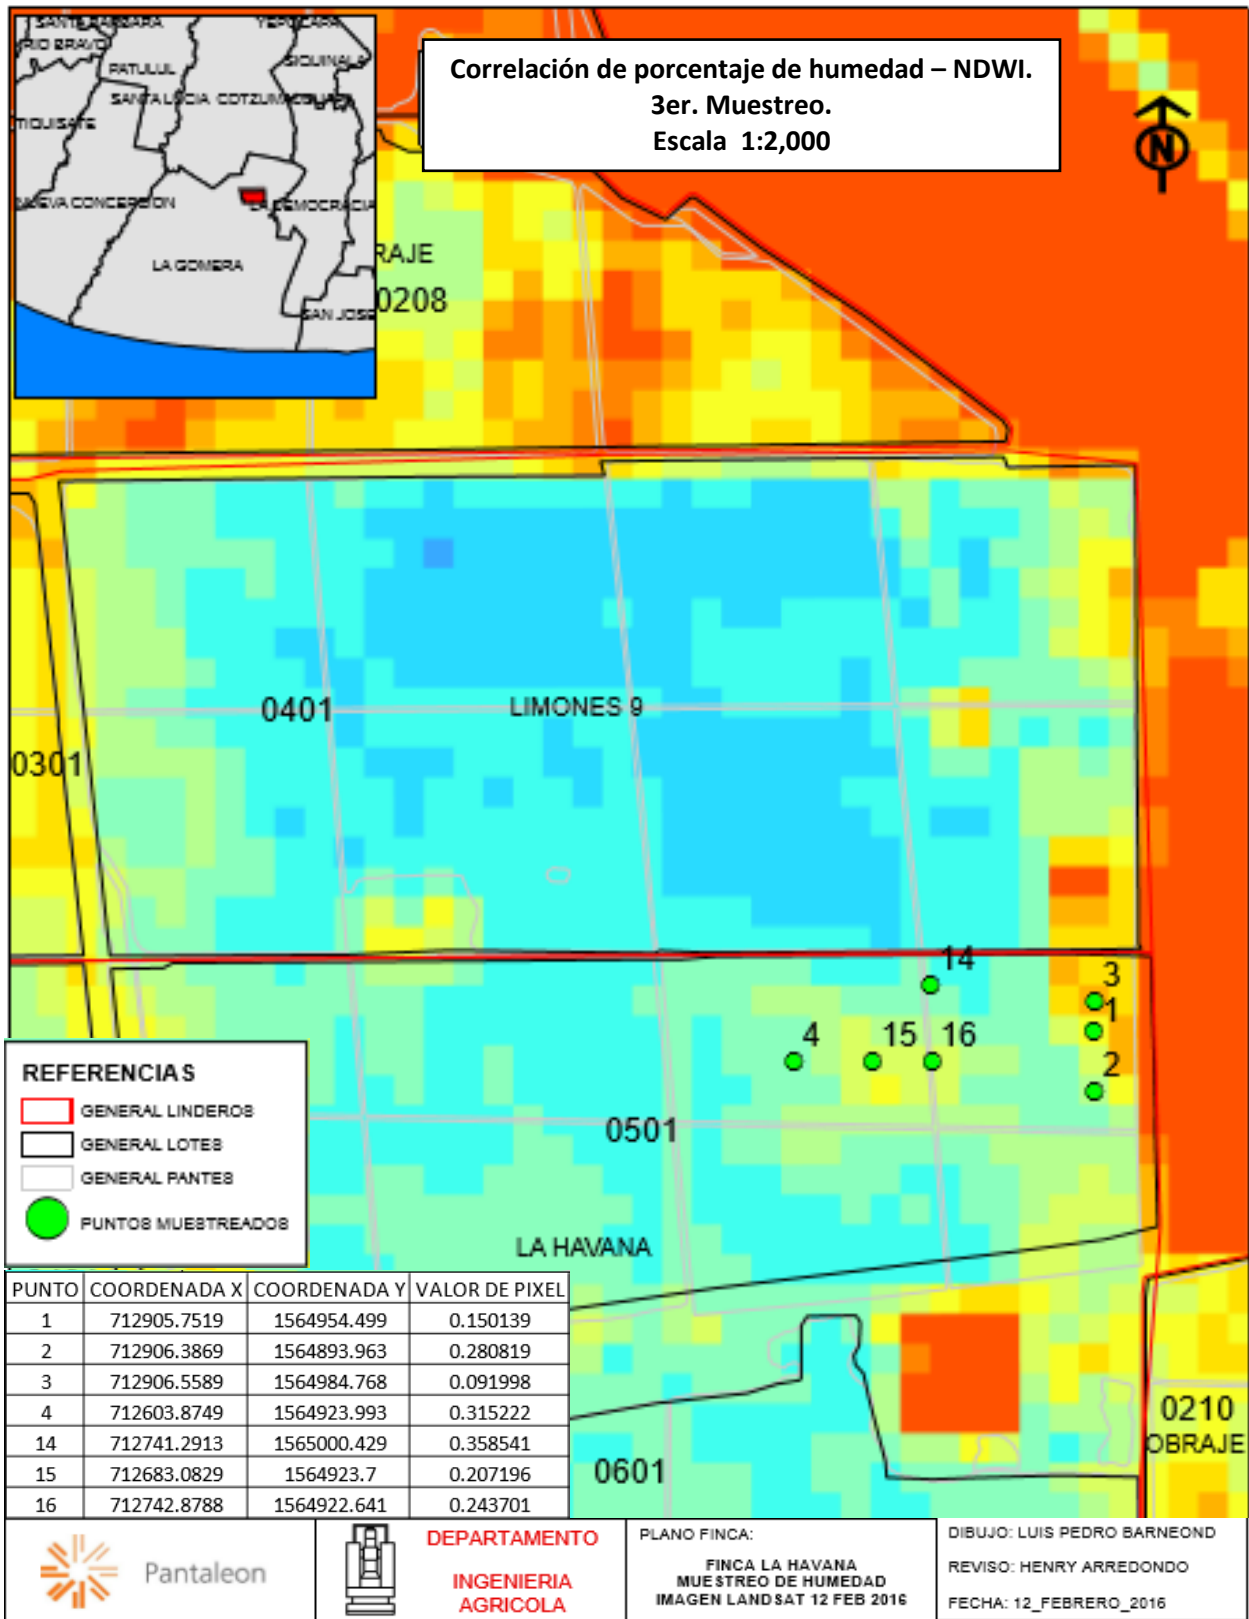 Correlación de porcentaje de humedad – NDWI.
3er. Muestreo.
Escala 1:2,000
N
SANTA BARBARA
YEPOCAPA
RIO BRAVO
PATULUL
SIQUINALA
SANTA LUCIA COTZUMALGUAPA
TIQUISATE
NUEVA CONCEPCION
LA DEMOCRACIA
LA GOMERA
SAN JOSE
RAJE
0208
0401
LIMONES 9
0301
14
3
1
4
15
16
2
0501
LA HAVANA
0601
0210
OBRAJE
REFERENCIAS
GENERAL LINDEROS
GENERAL LOTES
GENERAL PANTES
PUNTOS MUESTREADOS
PUNTO COORDENADA X COORDENADA Y VALOR DE PIXEL
1 712905.7519 1564954.499 0.150139
2 712906.3869 1564893.963 0.280819
3 712906.5589 1564984.768 0.091998
4 712603.8749 1564923.993 0.315222
14 712741.2913 1565000.429 0.358541
15 712683.0829 1564923.7 0.207196
16 712742.8788 1564922.641 0.243701
Pantaleon
DEPARTAMENTO
INGENIERIA
AGRICOLA
PLANO FINCA:
FINCA LA HAVANA
MUESTREO DE HUMEDAD
IMAGEN LANDSAT 12 FEB 2016
DIBUJO: LUIS PEDRO BARNEOND
REVISO: HENRY ARREDONDO
FECHA: 12_FEBRERO_2016